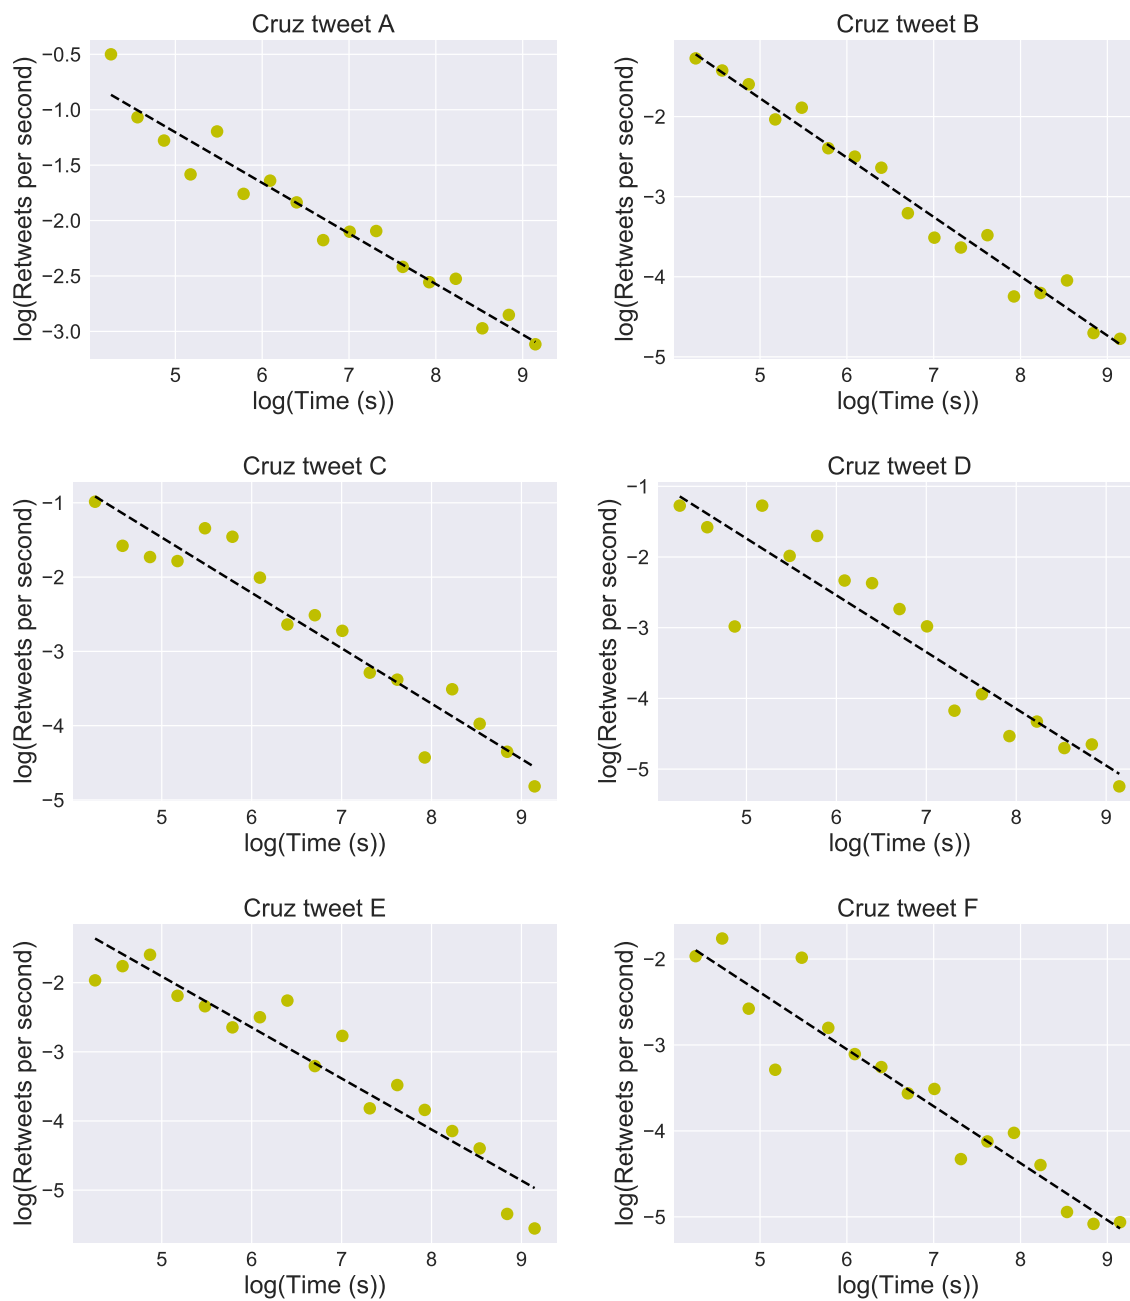 Cruz tweet A
−0.5
−1.0
−1.5
−2.0
−2.5
−3.0
log(Retweets per second)
5 6 7 8 9
log(Time (s))
Cruz tweet B
−2
−3
−4
−5
log(Retweets per second)
5 6 7 8 9
log(Time (s))
Cruz tweet C
−1
−2
−3
−4
−5
log(Retweets per second)
5 6 7 8 9
log(Time (s))
Cruz tweet D
−1
−2
−3
−4
−5
log(Retweets per second)
5 6 7 8 9
log(Time (s))
Cruz tweet E
−2
−3
−4
−5
log(Retweets per second)
5 6 7 8 9
log(Time (s))
Cruz tweet F
−2
−3
−4
−5
log(Retweets per second)
5 6 7 8 9
log(Time (s))